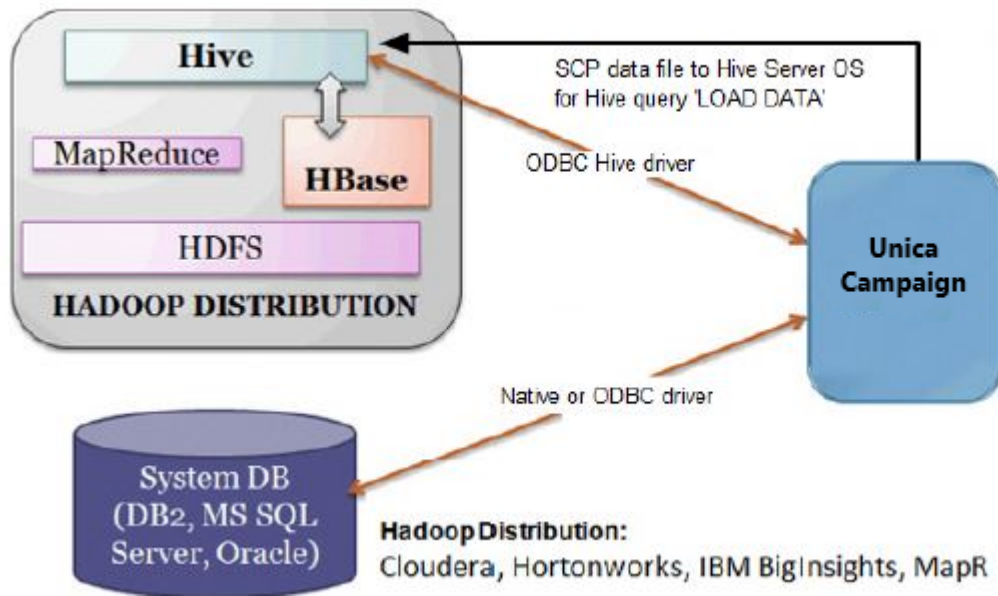 Hive
SCP data file to Hive Server OS
for Hive query 'LOAD DATA'
MapReduce
HBase
ODBC Hive driver
HDFS
HADOOP DISTRIBUTION
Unica
Campaign
Native or ODBC driver
System DB
(DB2, MS SQL
Server, Oracle)
Hadoop Distribution:
Cloudera, Hortonworks, IBM BigInsights, MapR